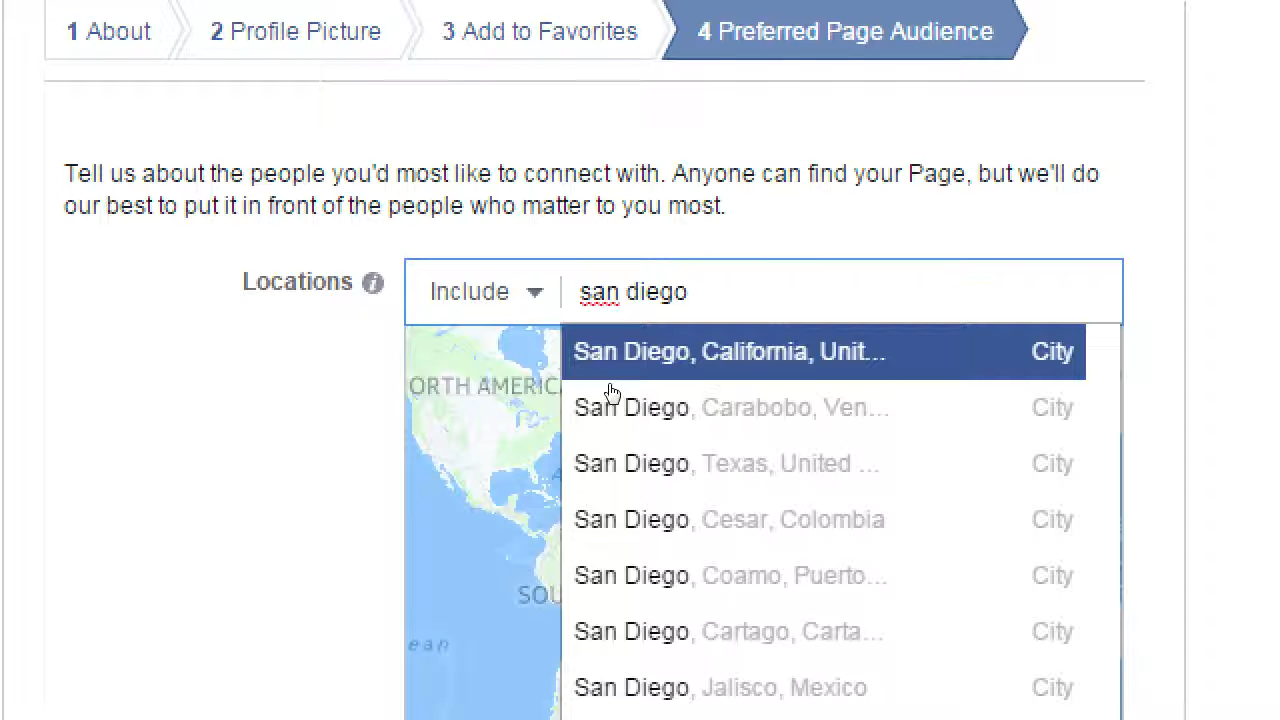 1 About 2 Profile Picture 3 Add to Favorites 4 Preferred Page Audience
Tell us about the people you'd most like to connect with. Anyone can find your Page, but we'll do
our best to put it in front of the people who matter to you most.
Locations i Include san diego
San Diego, California, Unit... City
ORTH AMERIC
San Diego, Carabobo, Ven... City
San Diego, Texas, United ... City
San Diego, Cesar, Colombia City
San Diego, Coamo, Puerto... City
SOU
San Diego, Cartago, Carta... City
ean
San Diego, Jalisco, Mexico City